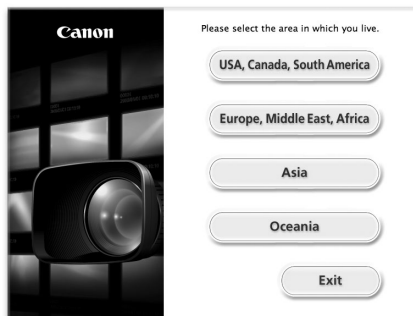 Canon
Please select the area in which you live.
USA, Canada, South America
Europe, Middle East, Africa
Asia
Oceania
Exit